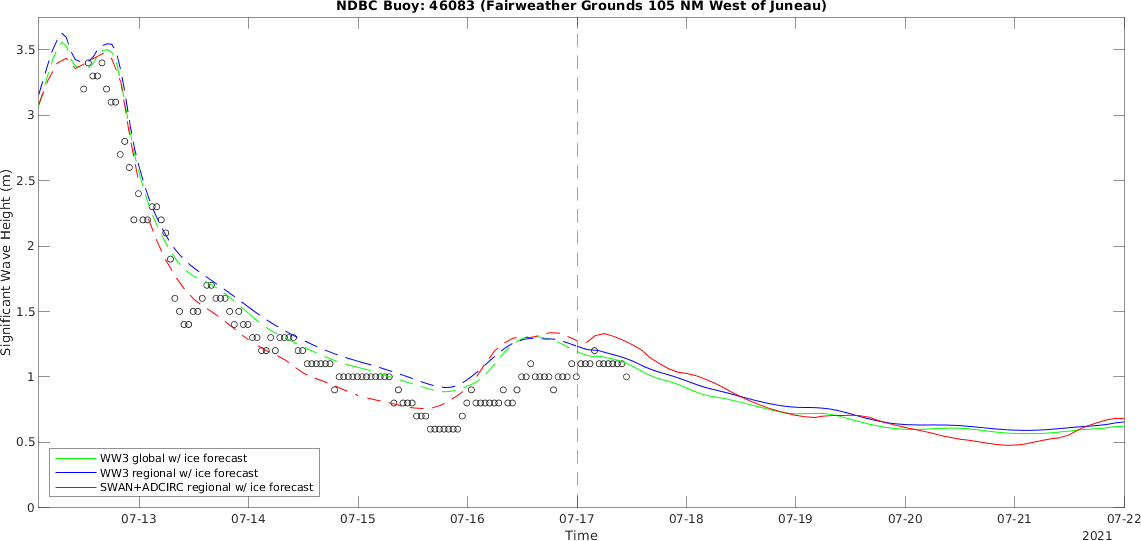 NDBC Buoy: 46083 (Fairweather Grounds 105 NM West of Juneau)
Significant Wave Height (m)
3.5
3
2.5
2
1.5
1
0.5
0
WW3 global w/ ice forecast
WW3 regional w/ ice forecast
SWAN+ADCIRC regional w/ ice forecast
07-13 07-14 07-15 07-16 07-17 07-18 07-19 07-20 07-21 07-22
Time
2021